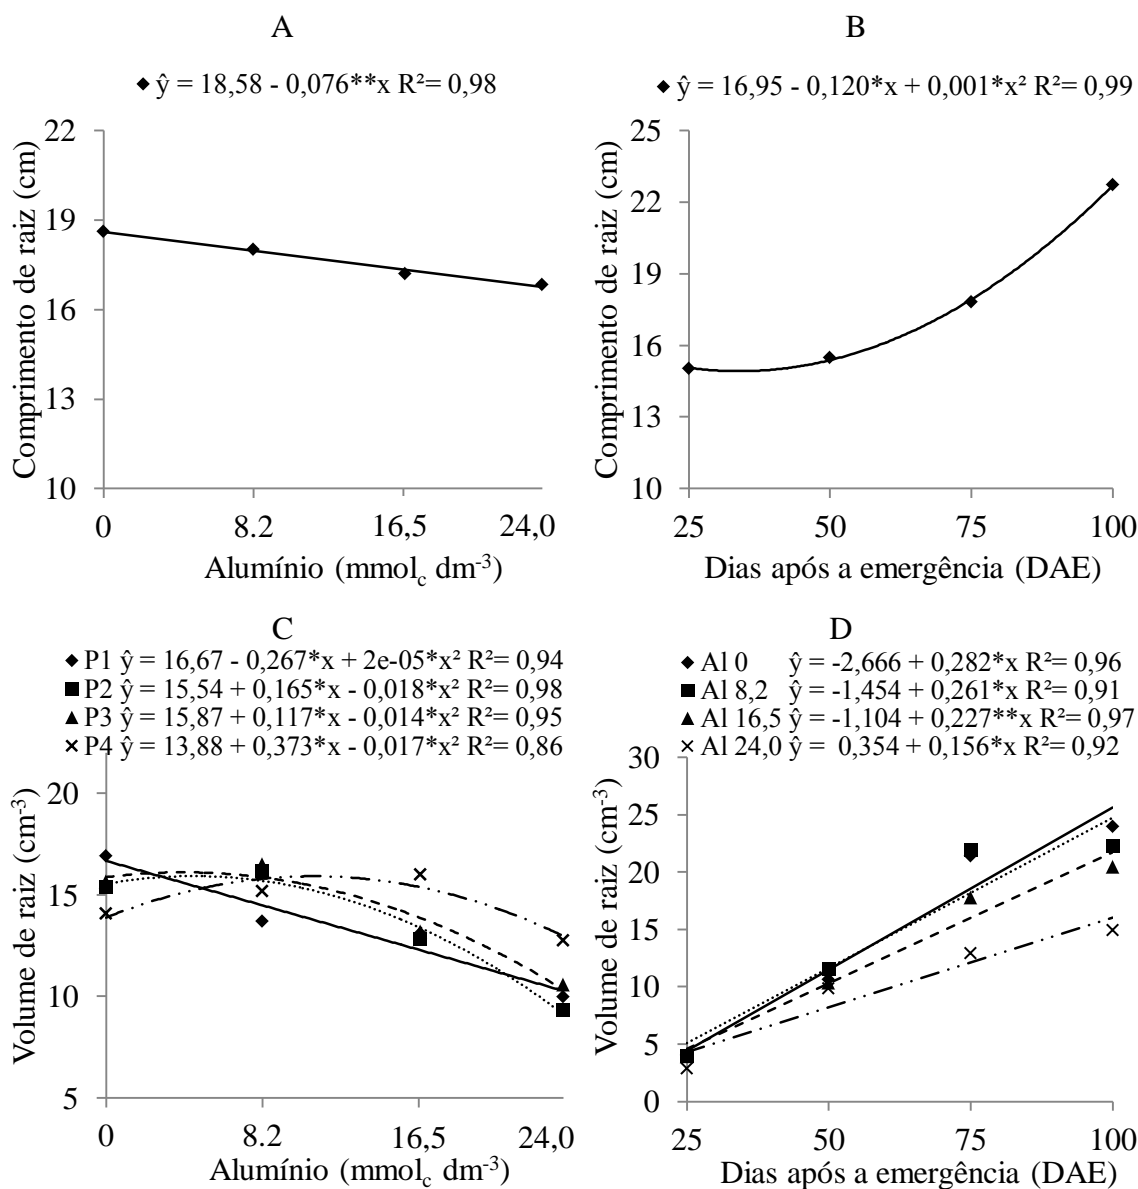 A
ŷ = 18,58 - 0,076**x R²= 0,98
22
19
16
13
10
Comprimento de raiz (cm)
0 8.2 16,5 24,0
Alumínio (mmolc dm-3)
B
ŷ = 16,95 - 0,120*x + 0,001*x² R²= 0,99
25
22
19
16
13
10
Comprimento de raiz (cm)
25 50 75 100
Dias após a emergência (DAE)
C
P1 ŷ = 16,67 - 0,267*x + 2e-05*x² R²= 0,94
P2 ŷ = 15,54 + 0,165*x - 0,018*x² R²= 0,98
P3 ŷ = 15,87 + 0,117*x - 0,014*x² R²= 0,95
P4 ŷ = 13,88 + 0,373*x - 0,017*x² R²= 0,86
20
15
10
5
Volume de raiz (cm-3)
0 8.2 16,5 24,0
Alumínio (mmolc dm-3)
D
Al 0 ŷ = -2,666 + 0,282*x R²= 0,96
Al 8,2 ŷ = -1,454 + 0,261*x R²= 0,91
Al 16,5 ŷ = -1,104 + 0,227**x R²= 0,97
Al 24,0 ŷ = 0,354 + 0,156*x R²= 0,92
30
25
20
15
10
5
0
Volume de raiz (cm-3)
25 50 75 100
Dias após a emergência (DAE)